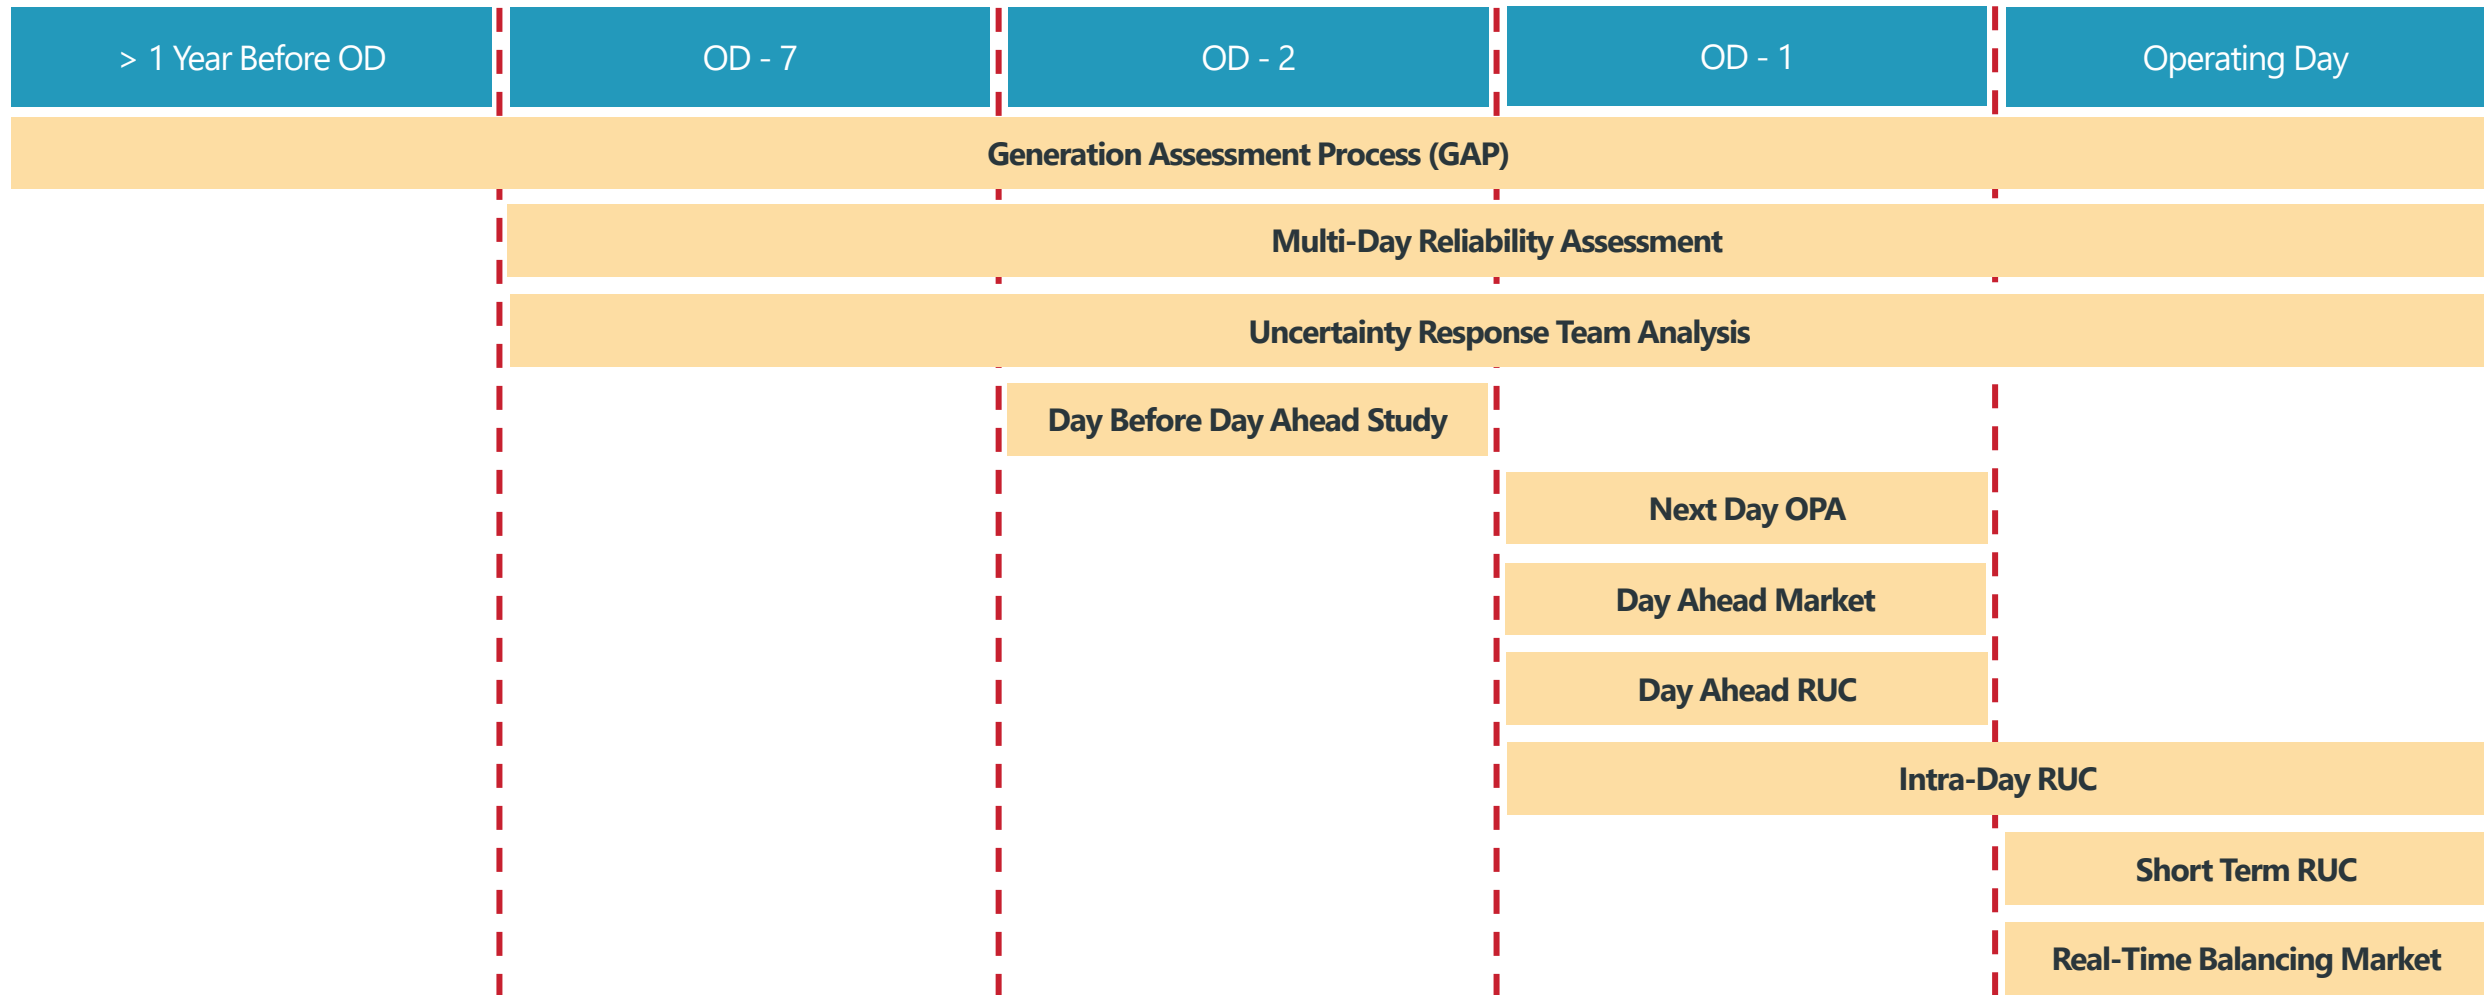 > 1 Year Before OD
OD - 7
OD - 2
OD - 1
Operating Day
Generation Assessment Process (GAP)
Multi-Day Reliability Assessment
Uncertainty Response Team Analysis
Day Before Day Ahead Study
Next Day OPA
Day Ahead Market
Day Ahead RUC
Intra-Day RUC
Short Term RUC
Real-Time Balancing Market